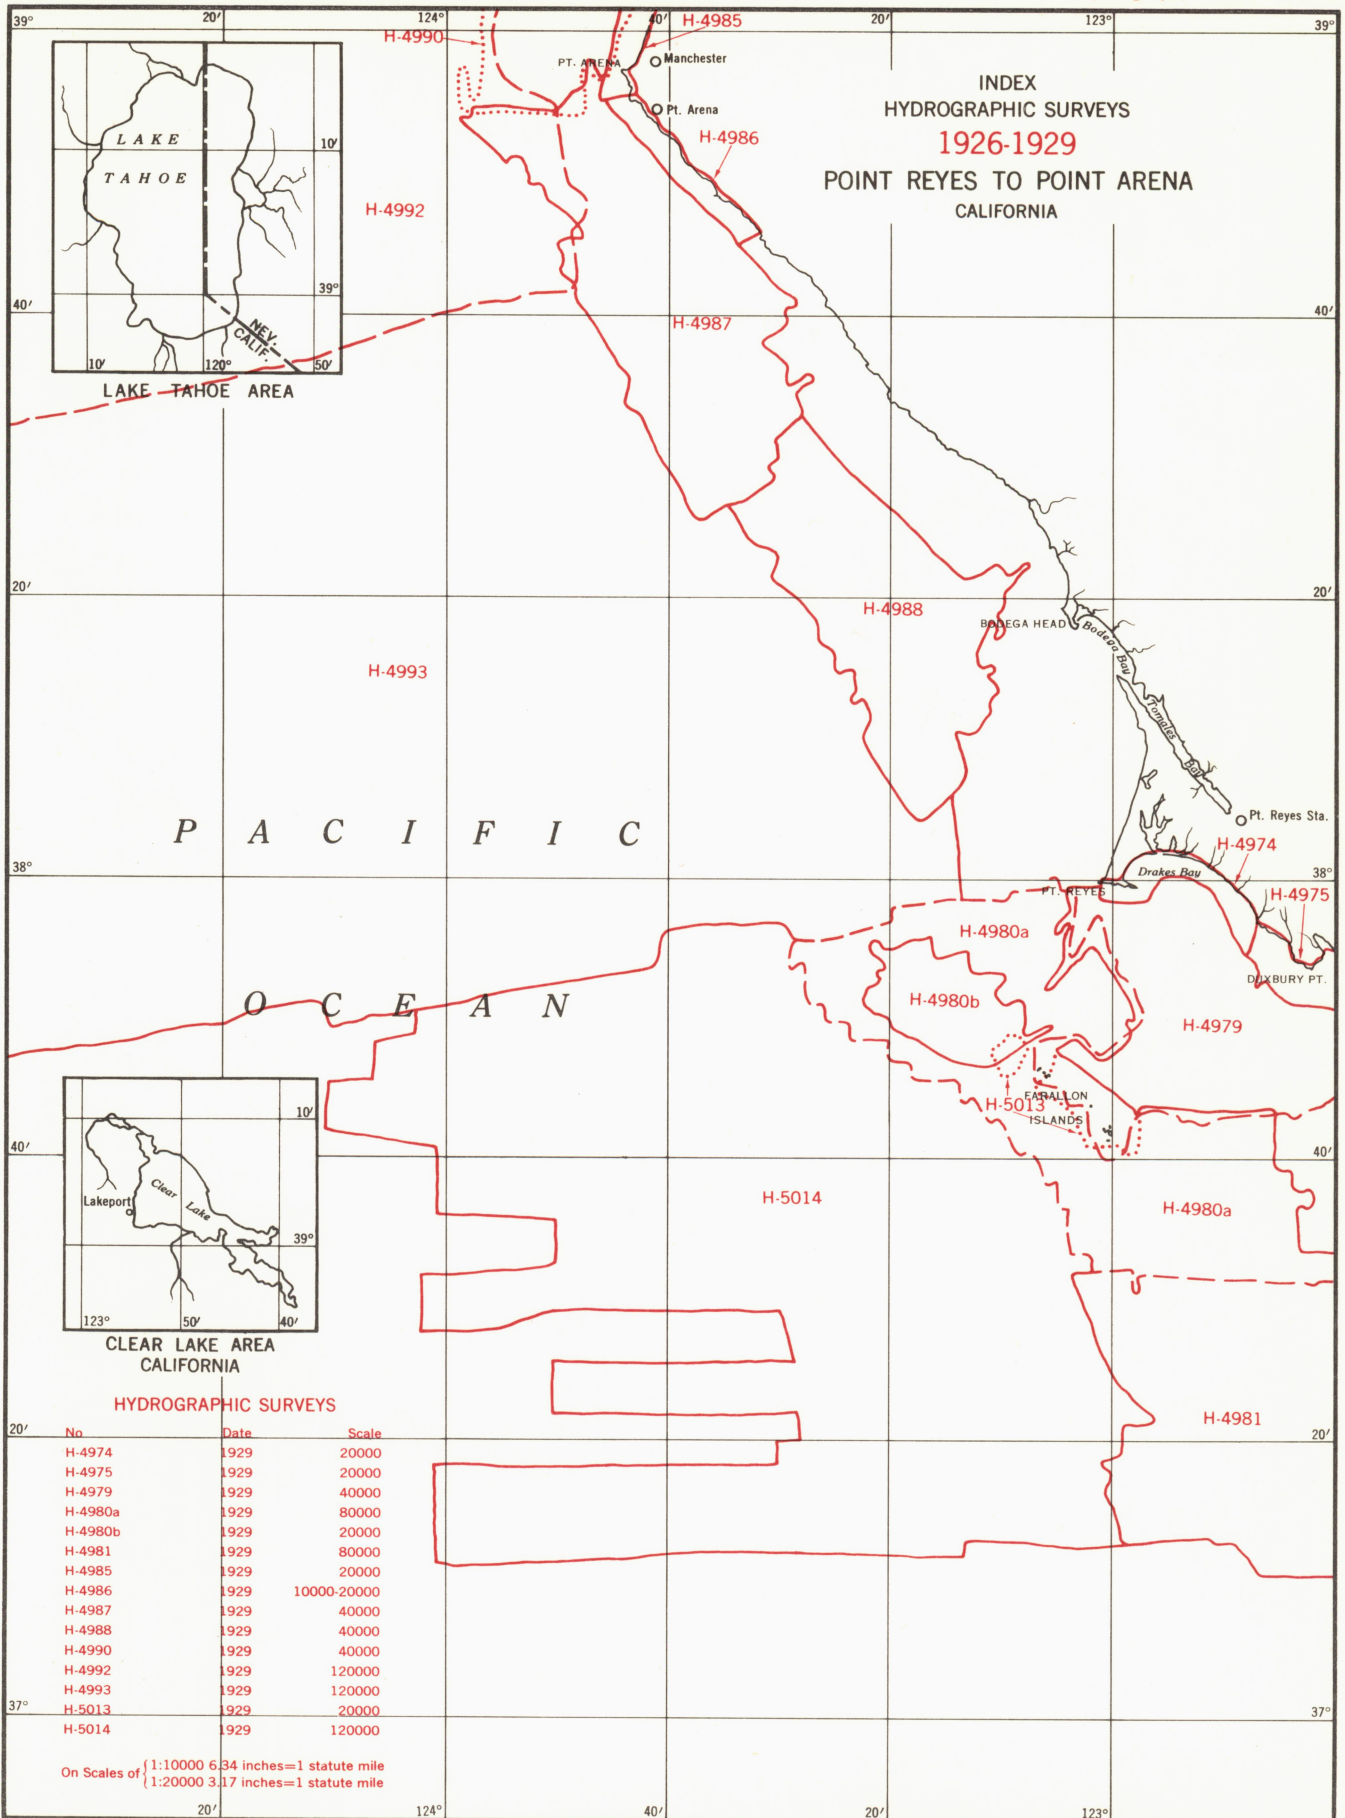 39°
20′
124°
40′
20′
123°
39°
H-4985
H-4990
PT. ARENA
Manchester
Pt. Arena
INDEX
HYDROGRAPHIC SURVEYS
1926-1929
POINT REYES TO POINT ARENA
CALIFORNIA
LAKE
TAHOE
10′
39°
NEV.
CALIF.
10′
120°
50′
LAKE TAHOE AREA
H-4986
H-4992
40′
H-4987
40′
20′
H-4988
20′
BODEGA HEAD
Bodega Bay
H-4993
Tomales
Bay
PACIFIC
Pt. Reyes Sta.
H-4974
38°
Drakes Bay
38°
PT. REYES
H-4975
H-4980a
DUXBURY PT.
H-4980b
OCEAN
H-4979
FARALLON
H-5013
ISLANDS
40′
40′
10′
Lakeport
Clear
Lake
39°
123°
50′
40′
CLEAR LAKE AREA
CALIFORNIA
H-5014
H-4980a
H-4981
20′
20′
HYDROGRAPHIC SURVEYS
No Date Scale
H-4974 1929 20000
H-4975 1929 20000
H-4979 1929 40000
H-4980a 1929 80000
H-4980b 1929 20000
H-4981 1929 80000
H-4985 1929 20000
H-4986 1929 10000-20000
H-4987 1929 40000
H-4988 1929 40000
H-4990 1929 40000
H-4992 1929 120000
H-4993 1929 120000
H-5013 1929 20000
H-5014 1929 120000
37°
37°
On Scales of { 1:10000 6.34 inches=1 statute mile
1:20000 3.17 inches=1 statute mile
20′
124°
40′
20′
123°